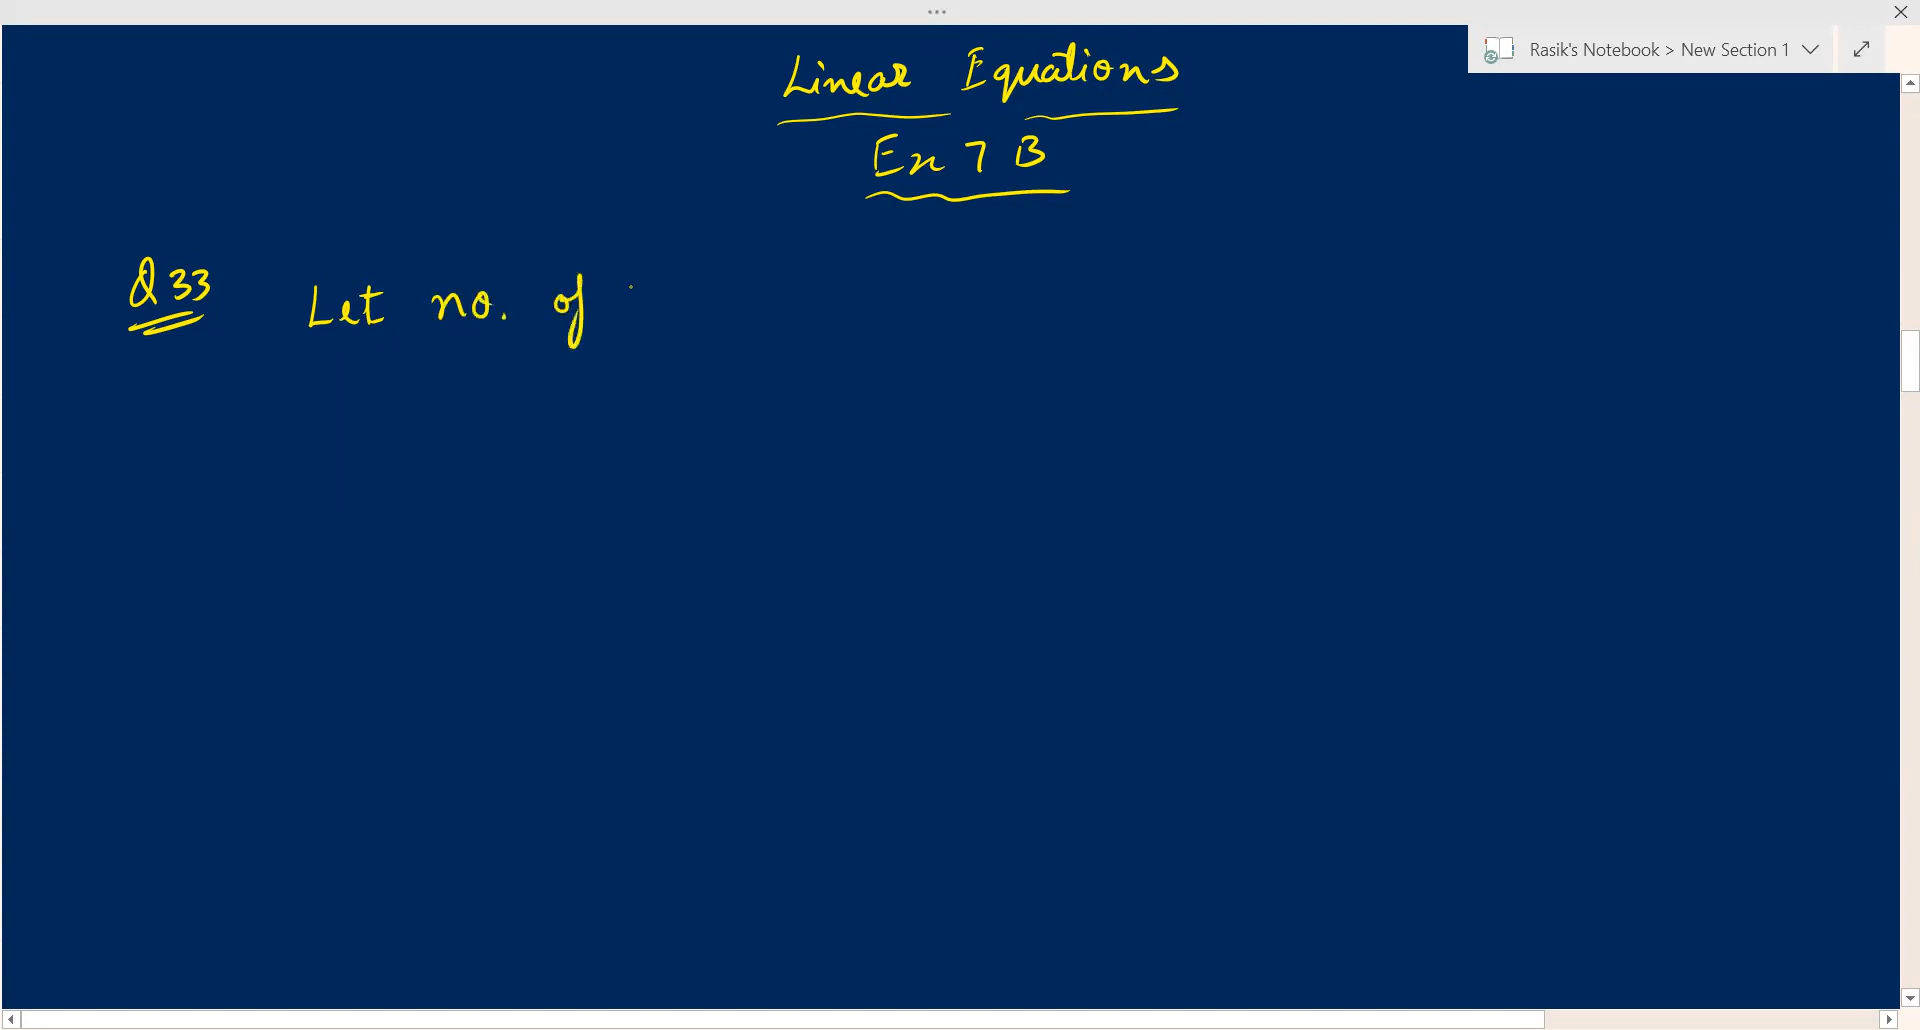 Rasik's Notebook > New Section 1
Linear Equations
Ex 7 B
Q 33 Let no. of